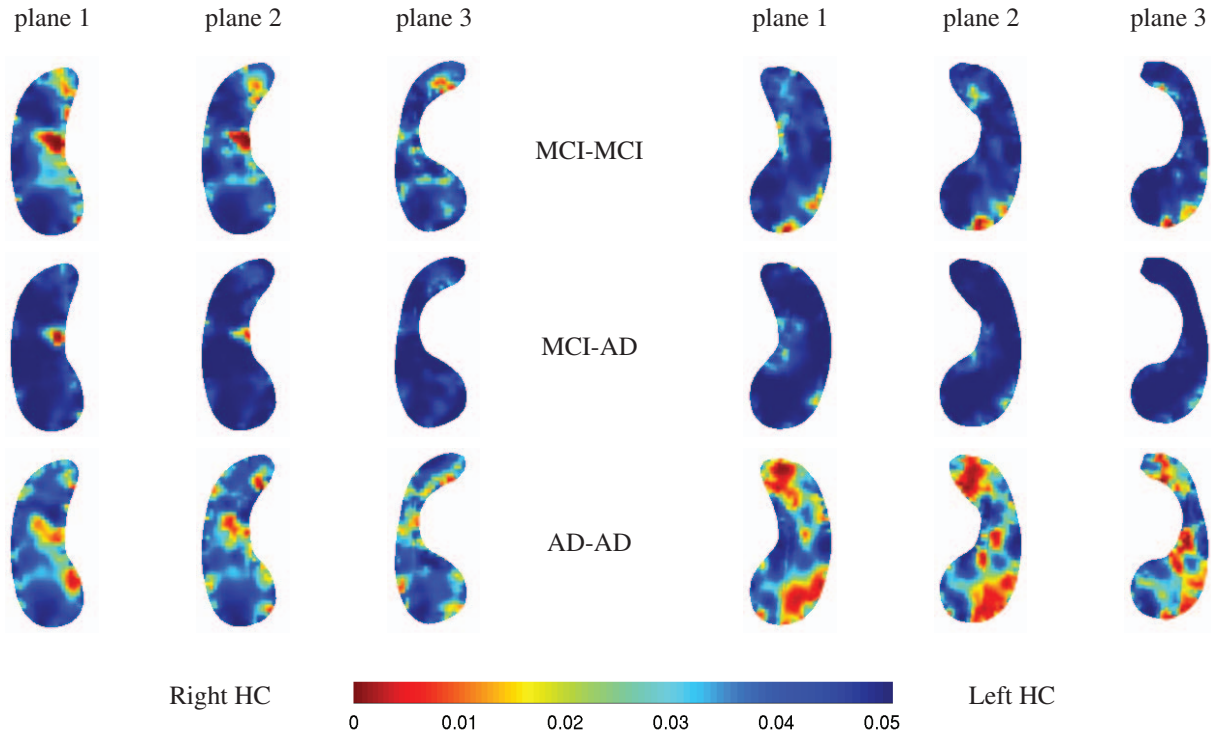 plane 1 plane 2 plane 3 plane 1 plane 2 plane 3
MCI-MCI
MCI-AD
AD-AD
Right HC Left HC
0 0.01 0.02 0.03 0.04 0.05